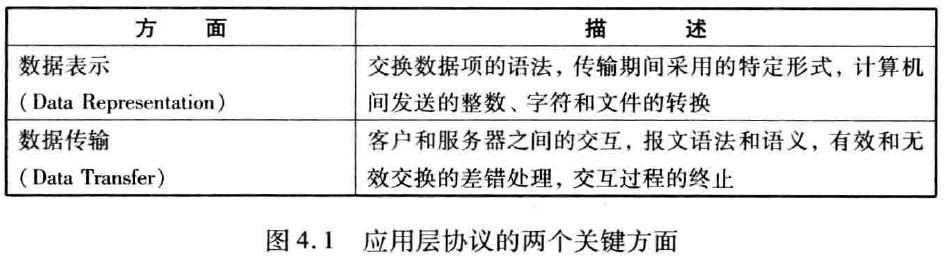 方 面 描 述
数据表示 交换数据项的语法，传输期间采用的特定形式，计算机
(Data Representation) 间发送的整数、字符和文件的转换
数据传输 客户和服务器之间的交互，报文语法和语义，有效和无
(Data Transfer) 效交换的差错处理，交互过程的终止
图4.1 应用层协议的两个关键方面